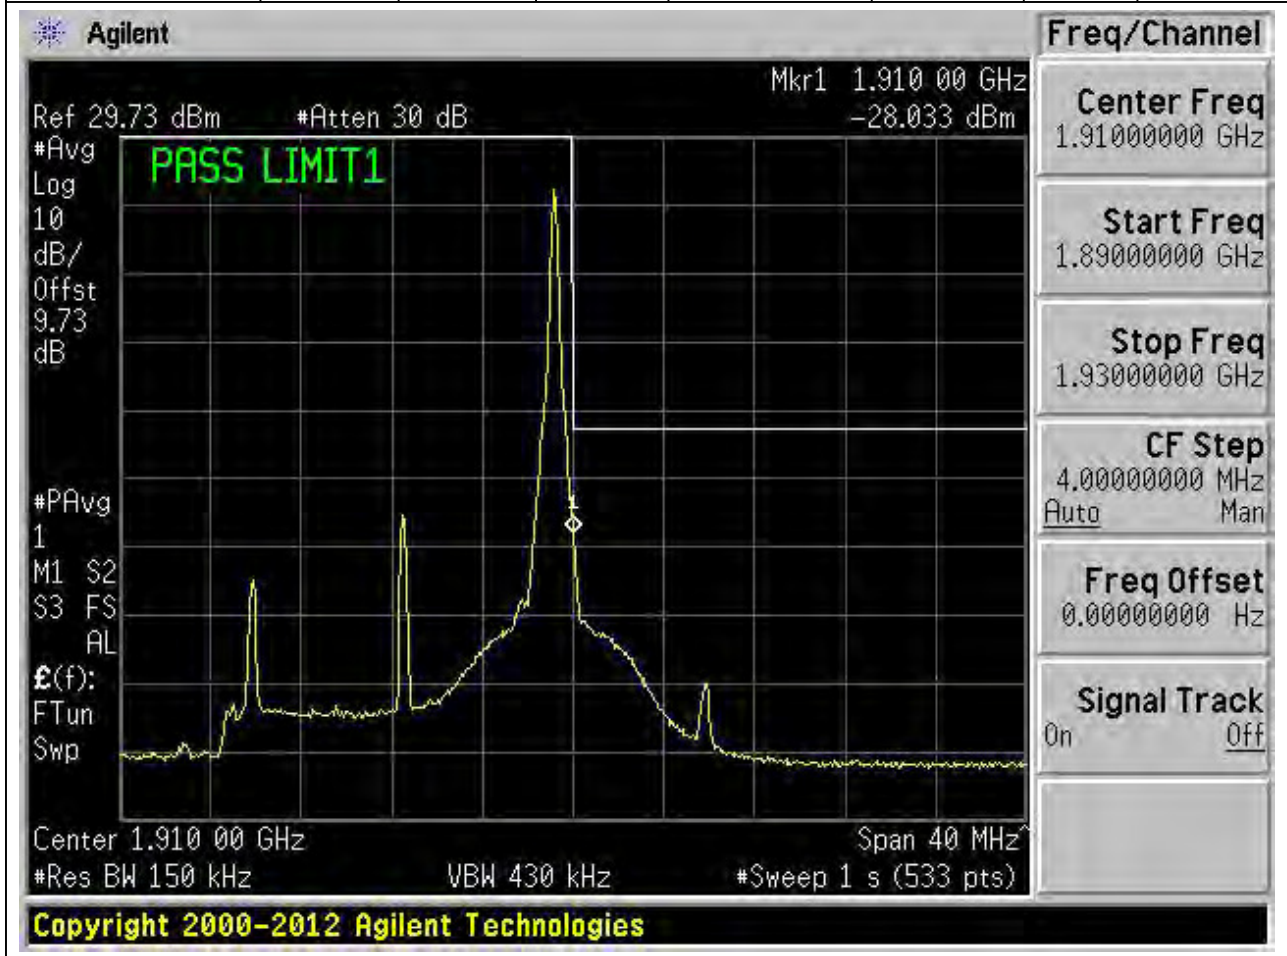 Agilent
Freq/Channel
Mkr1 1.910 00 GHz
Ref 29.73 dBm #Atten 30 dB -28.033 dBm
#Avg
Log
10
dB/
Offst
9.73
dB
PASS LIMIT1
1
#PAvg
1
M1 S2
S3 FS
AL
£(f):
FTun
Swp
Center 1.910 00 GHz Span 40 MHz^
#Res BW 150 kHz VBW 430 kHz #Sweep 1 s (533 pts)
Copyright 2000-2012 Agilent Technologies
Center Freq
1.91000000 GHz
Start Freq
1.89000000 GHz
Stop Freq
1.93000000 GHz
CF Step
4.00000000 MHz
Auto Man
Freq Offset
0.00000000 Hz
Signal Track
On Off